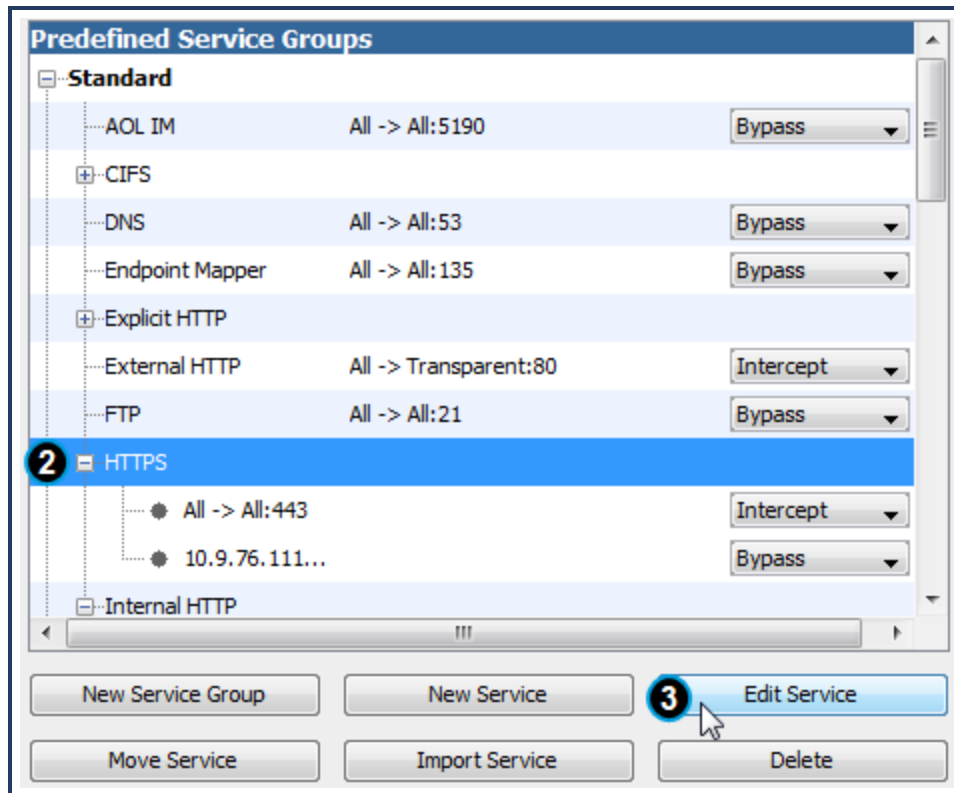 Predefined Service Groups
Standard
AOL IM All -> All:5190 Bypass
CIFS
DNS All -> All:53 Bypass
Endpoint Mapper All -> All:135 Bypass
Explicit HTTP
External HTTP All -> Transparent:80 Intercept
FTP All -> All:21 Bypass
2 HTTPS
All -> All:443 Intercept
10.9.76.111... Bypass
Internal HTTP
New Service Group New Service 3 Edit Service
Move Service Import Service Delete